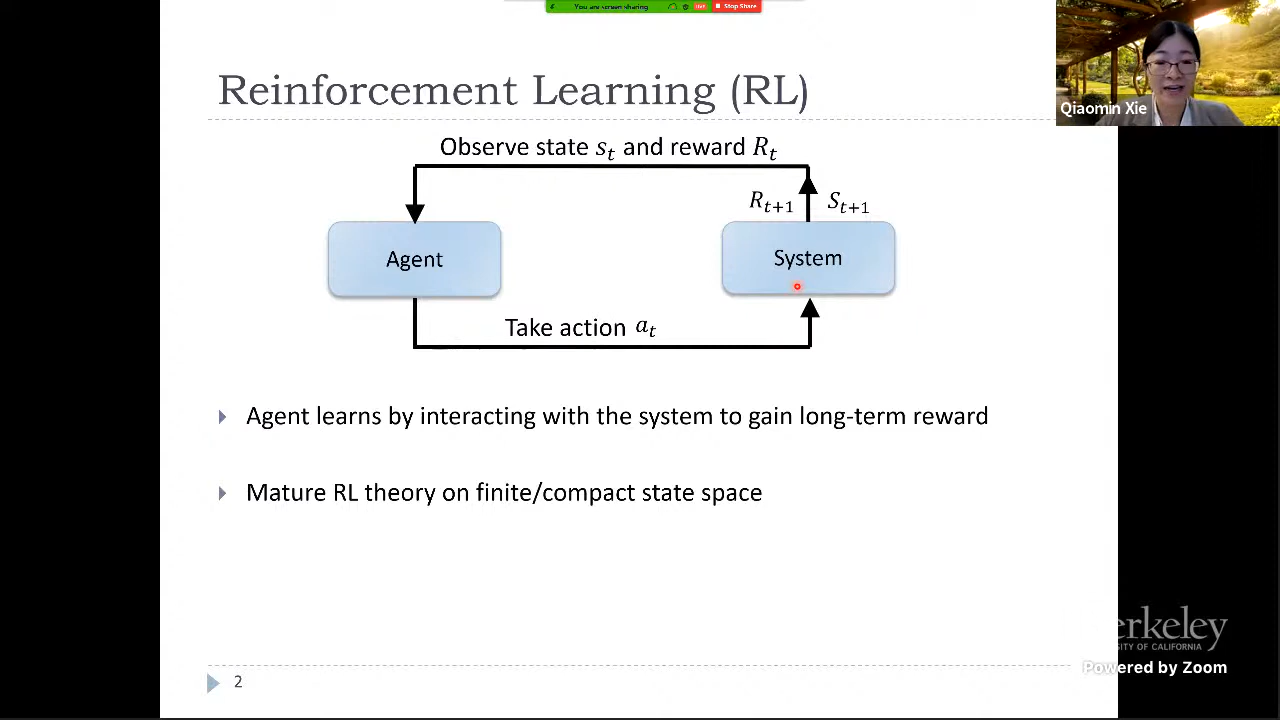 You are screen sharing
Stop Share
Reinforcement Learning (RL)
Qiaomin Xie
Observe state s_t and reward R_t
R_{t+1} S_{t+1}
Agent
System
Take action a_t
Agent learns by interacting with the system to gain long-term reward
Mature RL theory on finite/compact state space
erkeley
SITY OF CALIFORNIA
Powered by Zoom
2